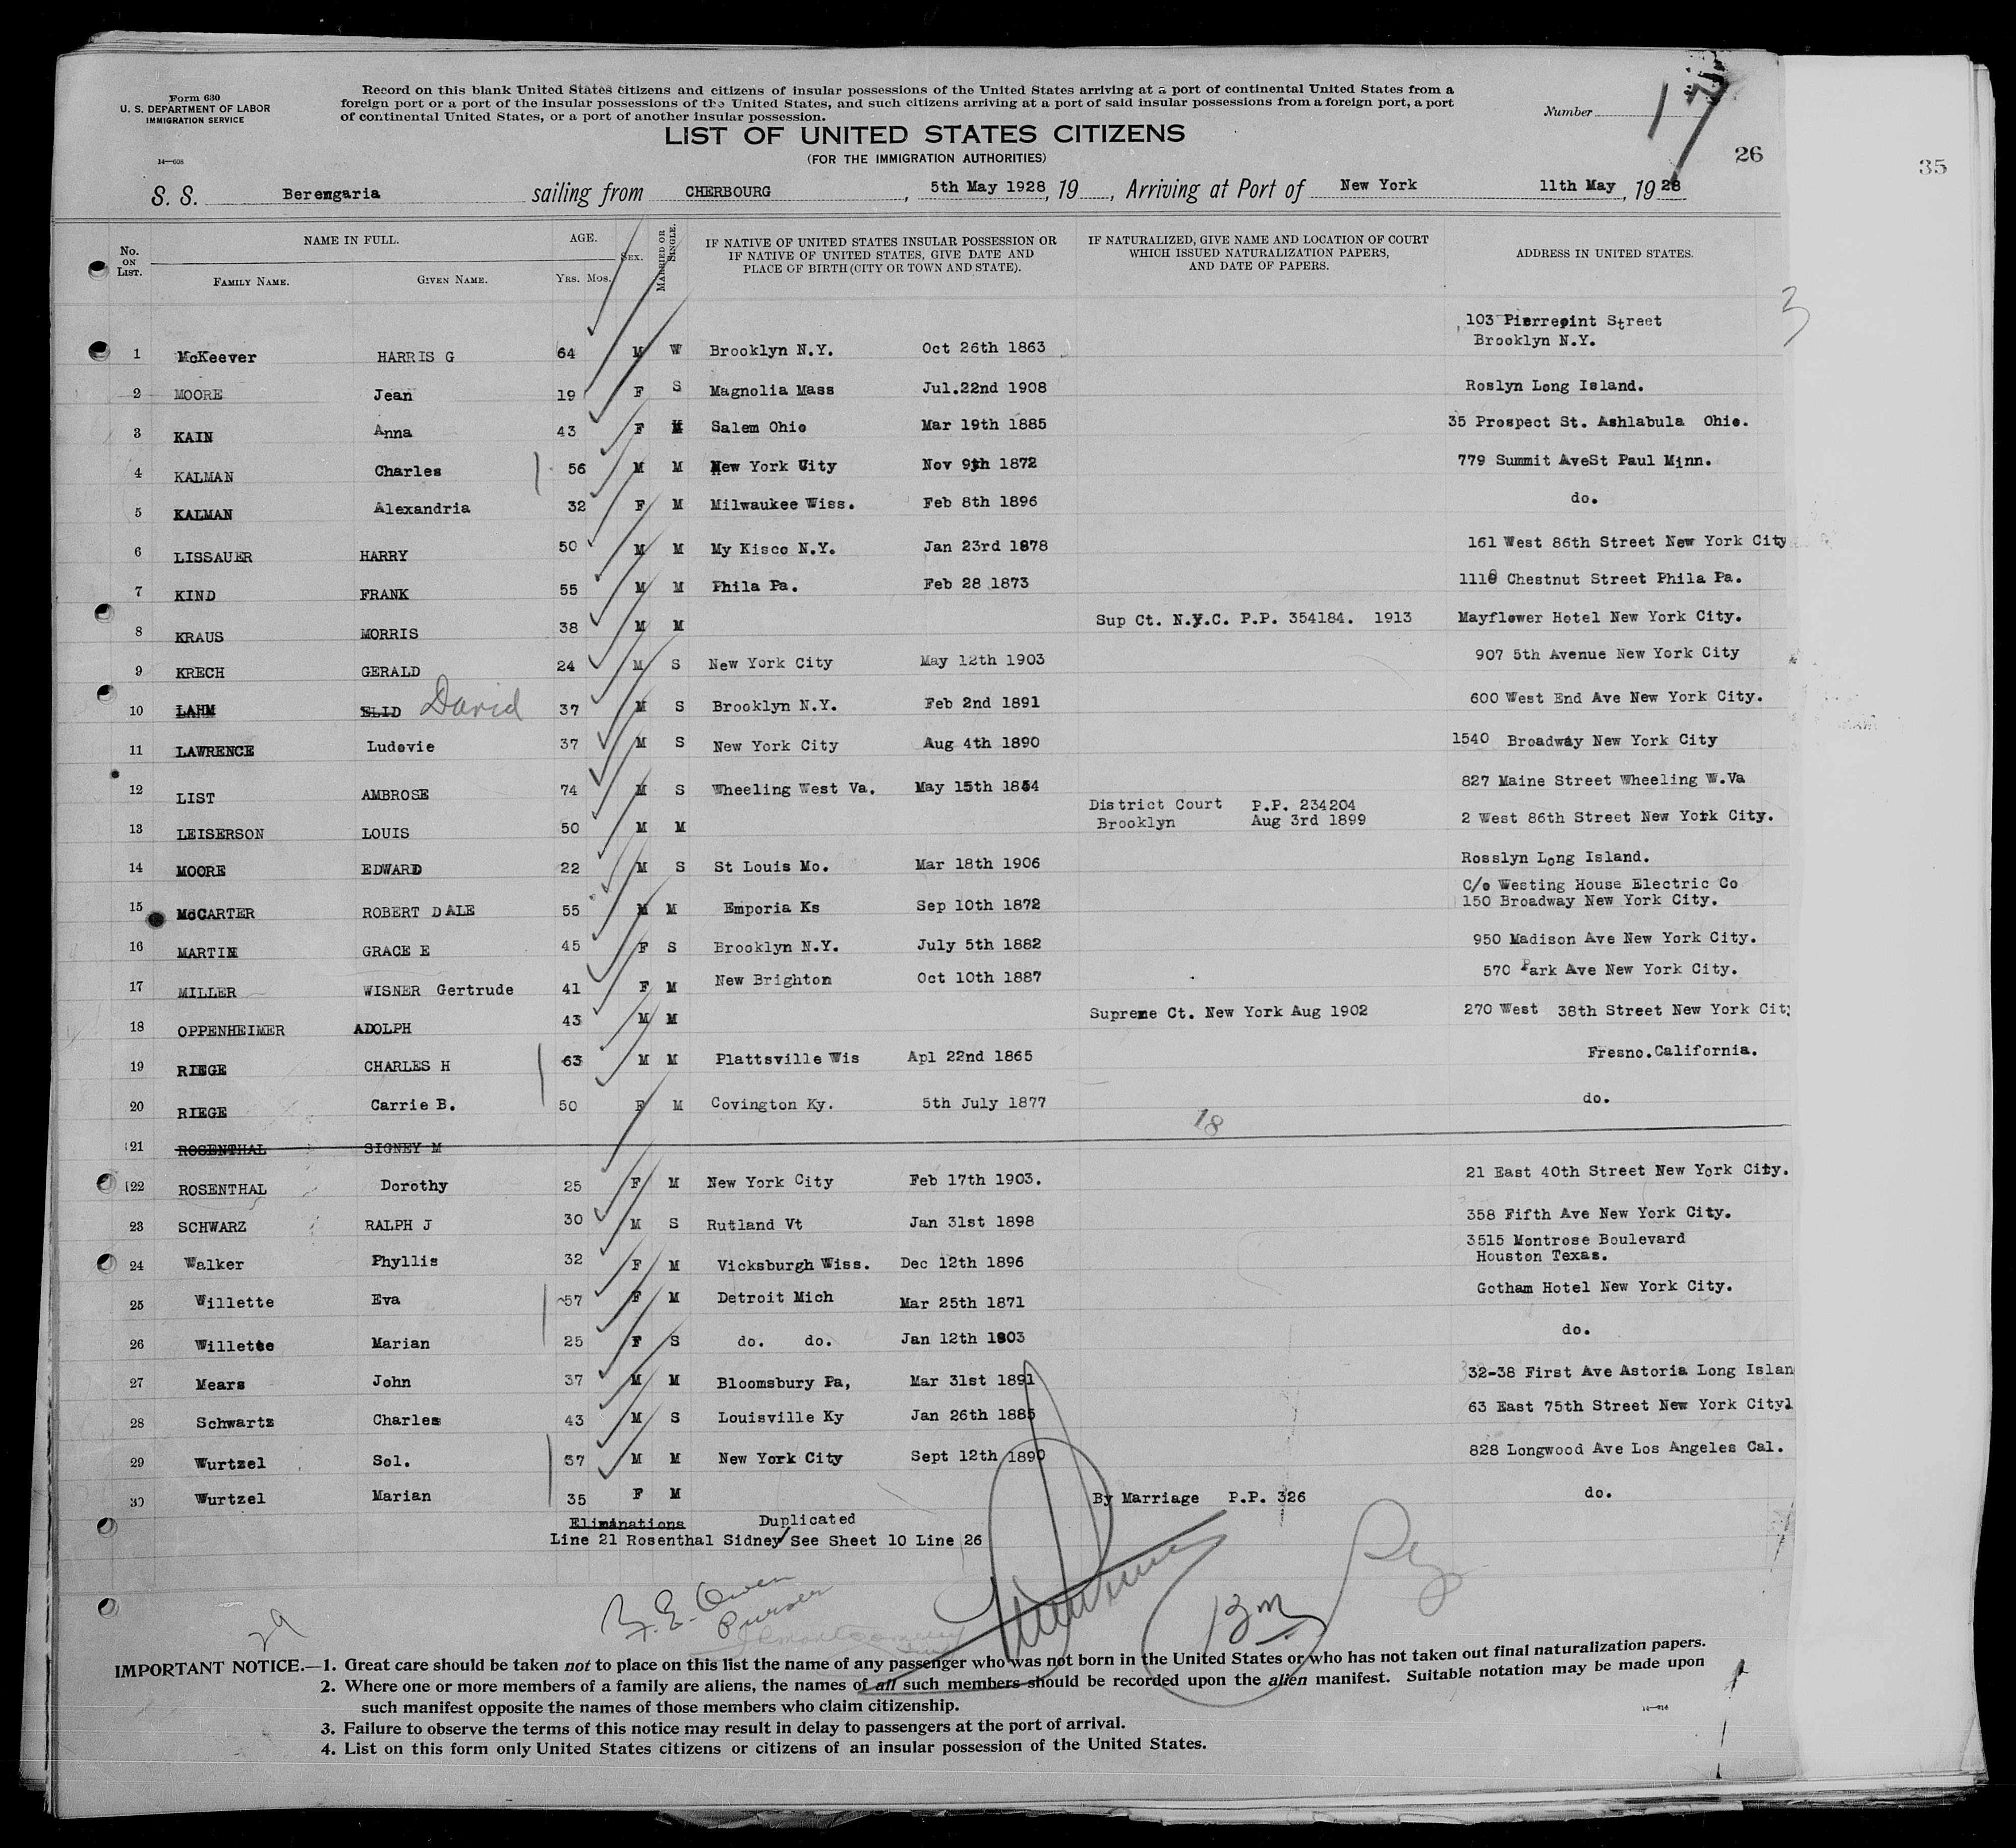 Form 630
U. S. DEPARTMENT OF LABOR
IMMIGRATION SERVICE
14—608
Record on this blank United States citizens and citizens of insular possessions of the United States arriving at a port of continental United States from a
foreign port or a port of the insular possessions of the United States, and such citizens arriving at a port of said insular possessions from a foreign port, a port
of continental United States, or a port of another insular possession.
Number 17
LIST OF UNITED STATES CITIZENS
(FOR THE IMMIGRATION AUTHORITIES)
26
35
S. S. Berengaria sailing from CHERBOURG, 5th May 1928, 19, Arriving at Port of New York 11th May, 1928
No. ON LIST. NAME IN FULL. FAMILY NAME. GIVEN NAME. AGE. YRS. MOS. SEX. MARRIED OR SINGLE. IF NATIVE OF UNITED STATES INSULAR POSSESSION OR IF NATIVE OF UNITED STATES, GIVE DATE AND PLACE OF BIRTH (CITY OR TOWN AND STATE). IF NATURALIZED, GIVE NAME AND LOCATION OF COURT WHICH ISSUED NATURALIZATION PAPERS, AND DATE OF PAPERS. ADDRESS IN UNITED STATES.
3
1 McKeever HARRIS G 64 M W Brooklyn N.Y. Oct 26th 1863 103 Pierrepint Street Brooklyn N.Y.
2 MOORE Jean 19 F S Magnolia Mass Jul.22nd 1908 Roslyn Long Island.
3 KAIN Anna 43 F M Salem Ohio Mar 19th 1885 35 Prospect St. Ashlabula Ohio.
4 KALMAN Charles 56 M M New York City Nov 9th 1872 779 Summit AveSt Paul Minn.
5 KALMAN Alexandria 32 F M Milwaukee Wiss. Feb 8th 1896 do.
6 LISSAUER HARRY 50 M M My Kisco N.Y. Jan 23rd 1878 161 West 86th Street New York City
7 KIND FRANK 55 M M Phila Pa. Feb 28 1873 1110 Chestnut Street Phila Pa.
8 KRAUS MORRIS 38 M M Sup Ct. N.Y.C. P.P. 354184. 1913 Mayflower Hotel New York City.
9 KRECH GERALD 24 M S New York City May 12th 1903 907 5th Avenue New York City
10 LAHM ELID David 37 M S Brooklyn N.Y. Feb 2nd 1891 600 West End Ave New York City.
11 LAWRENCE Ludovie 37 M S New York City Aug 4th 1890 1540 Broadway New York City
12 LIST AMBROSE 74 M S Wheeling West Va. May 15th 1854 827 Maine Street Wheeling W.Va
13 LEISERSON LOUIS 50 M M District Court Brooklyn P.P. 234204 Aug 3rd 1899 2 West 86th Street New York City.
14 MOORE EDWARD 22 M S St Louis Mo. Mar 18th 1906 Rosslyn Long Island.
15 McCARTER ROBERT DALE 55 M M Emporia Ks Sep 10th 1872 C/o Westing House Electric Co 150 Broadway New York City.
16 MARTIN GRACE E 45 F S Brooklyn N.Y. July 5th 1882 950 Madison Ave New York City.
17 MILLER WISNER Gertrude 41 F M New Brighton Oct 10th 1887 570 Park Ave New York City.
18 OPPENHEIMER ADOLPH 43 M M Supreme Ct. New York Aug 1902 270 West 38th Street New York City
19 RIEGE CHARLES H 63 M M Plattsville Wis Apl 22nd 1865 Fresno.California.
20 RIEGE Carrie B. 50 F M Covington Ky. 5th July 1877 do.
18
21 ROSENTHAL SIGNEY M
22 ROSENTHAL Dorothy 25 F M New York City Feb 17th 1903. 21 East 40th Street New York City.
23 SCHWARZ RALPH J 30 M S Rutland Vt Jan 31st 1898 358 Fifth Ave New York City.
24 Walker Phyllis 32 F M Vicksburgh Wiss. Dec 12th 1896 3515 Montrose Boulevard Houston Texas.
25 Willette Eva 57 F M Detroit Mich Mar 25th 1871 Gotham Hotel New York City.
26 Willette Marian 25 F S do. do. Jan 12th 1903 do.
27 Mears John 37 M M Bloomsbury Pa, Mar 31st 1891 32-38 First Ave Astoria Long Islan
28 Schwartz Charles 43 M S Louisville Ky Jan 26th 1885 63 East 75th Street New York City
29 Wurtzel Sol. 37 M M New York City Sept 12th 1890 828 Longwood Ave Los Angeles Cal.
30 Wurtzel Marian 35 F M By Marriage P.P. 326 do.
Eliminations Duplicated
Line 21 Rosenthal Sidney/See Sheet 10 Line 26
Owen
Purser
13m
29
IMPORTANT NOTICE.—1. Great care should be taken not to place on this list the name of any passenger who was not born in the United States or who has not taken out final naturalization papers.
2. Where one or more members of a family are aliens, the names of all such members should be recorded upon the alien manifest. Suitable notation may be made upon
such manifest opposite the names of those members who claim citizenship.
3. Failure to observe the terms of this notice may result in delay to passengers at the port of arrival.
4. List on this form only United States citizens or citizens of an insular possession of the United States.